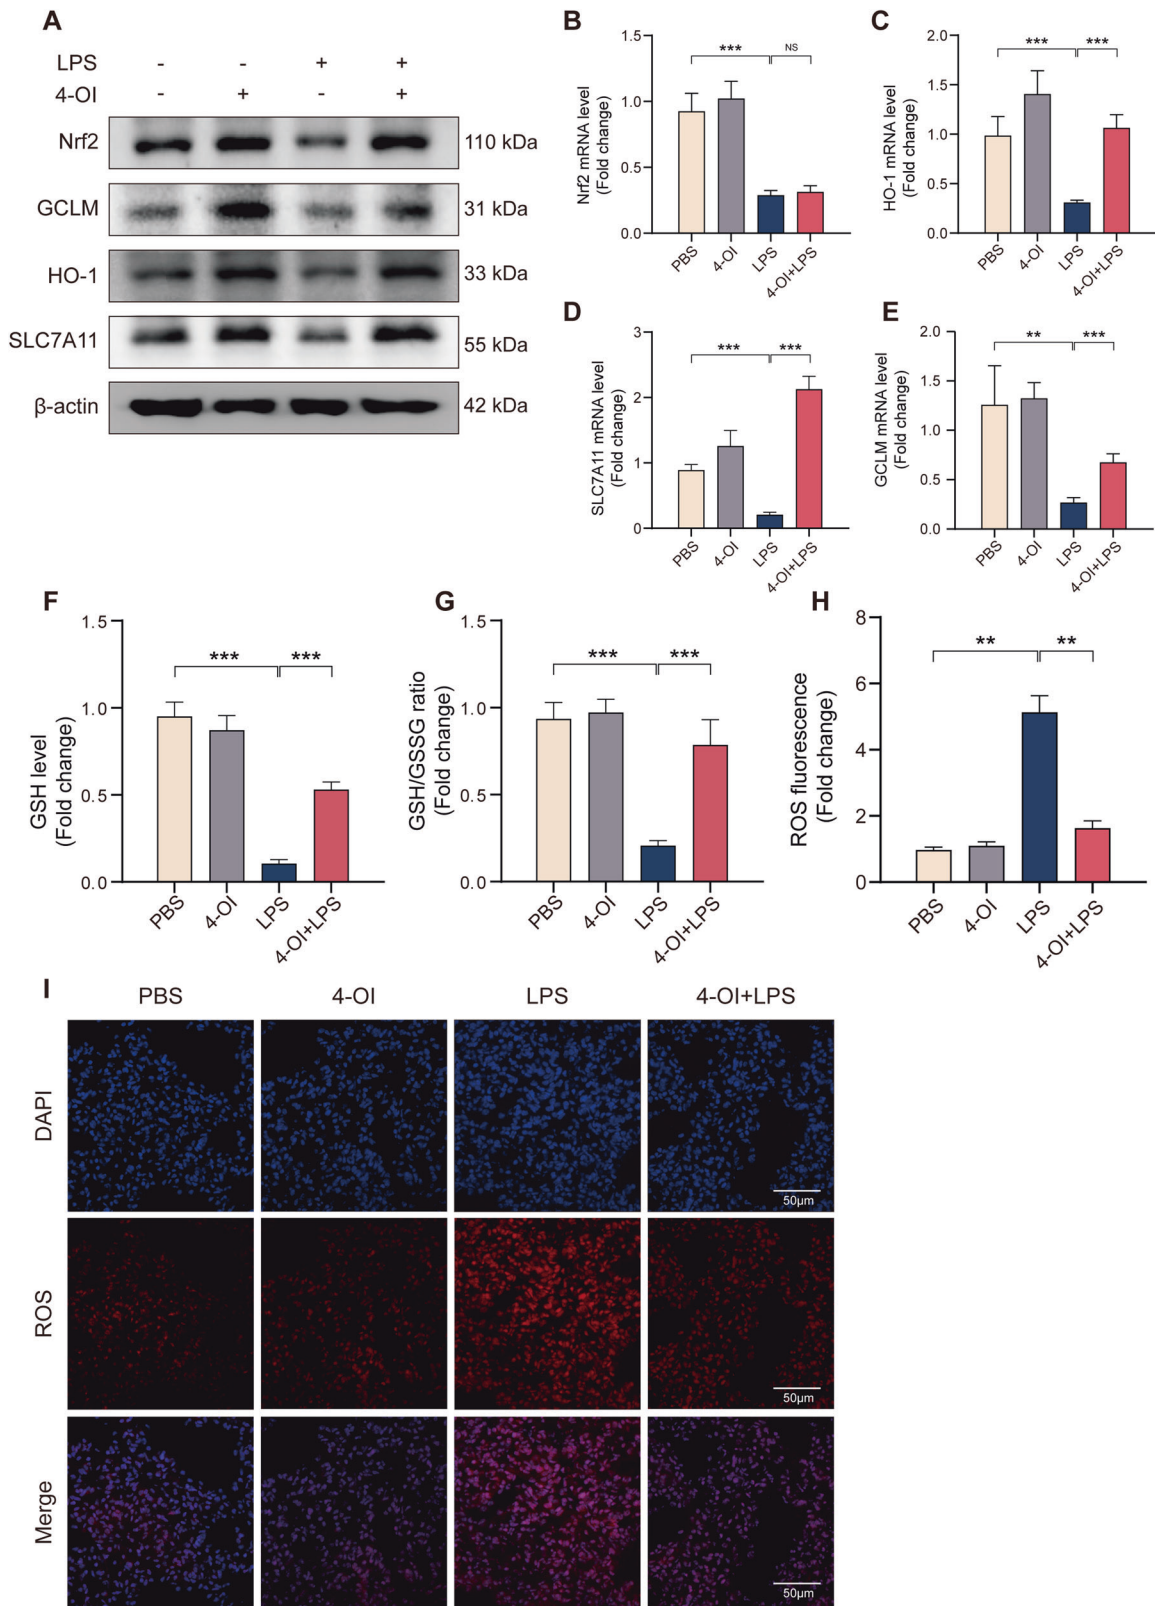 A
LPS - - + +
4-OI - + - +
Nrf2 110 kDa
GCLM 31 kDa
HO-1 33 kDa
SLC7A11 55 kDa
β-actin 42 kDa
B
Nrf2 mRNA level
(Fold change)
1.5
1.0
0.5
0.0
*** NS
PBS 4-OI LPS 4-OI+LPS
C
HO-1 mRNA level
(Fold change)
2.0
1.5
1.0
0.5
0.0
*** ***
PBS 4-OI LPS 4-OI+LPS
D
SLC7A11 mRNA level
(Fold change)
3
2
1
0
*** ***
PBS 4-OI LPS 4-OI+LPS
E
GCLM mRNA level
(Fold change)
2.0
1.5
1.0
0.5
0.0
** ***
PBS 4-OI LPS 4-OI+LPS
F
GSH level
(Fold change)
1.5
1.0
0.5
0.0
*** ***
PBS 4-OI LPS 4-OI+LPS
G
GSH/GSSG ratio
(Fold change)
1.5
1.0
0.5
0.0
*** ***
PBS 4-OI LPS 4-OI+LPS
H
ROS fluorescence
(Fold change)
8
6
4
2
0
** **
PBS 4-OI LPS 4-OI+LPS
I
PBS 4-OI LPS 4-OI+LPS
DAPI
50μm
ROS
50μm
Merge
50μm